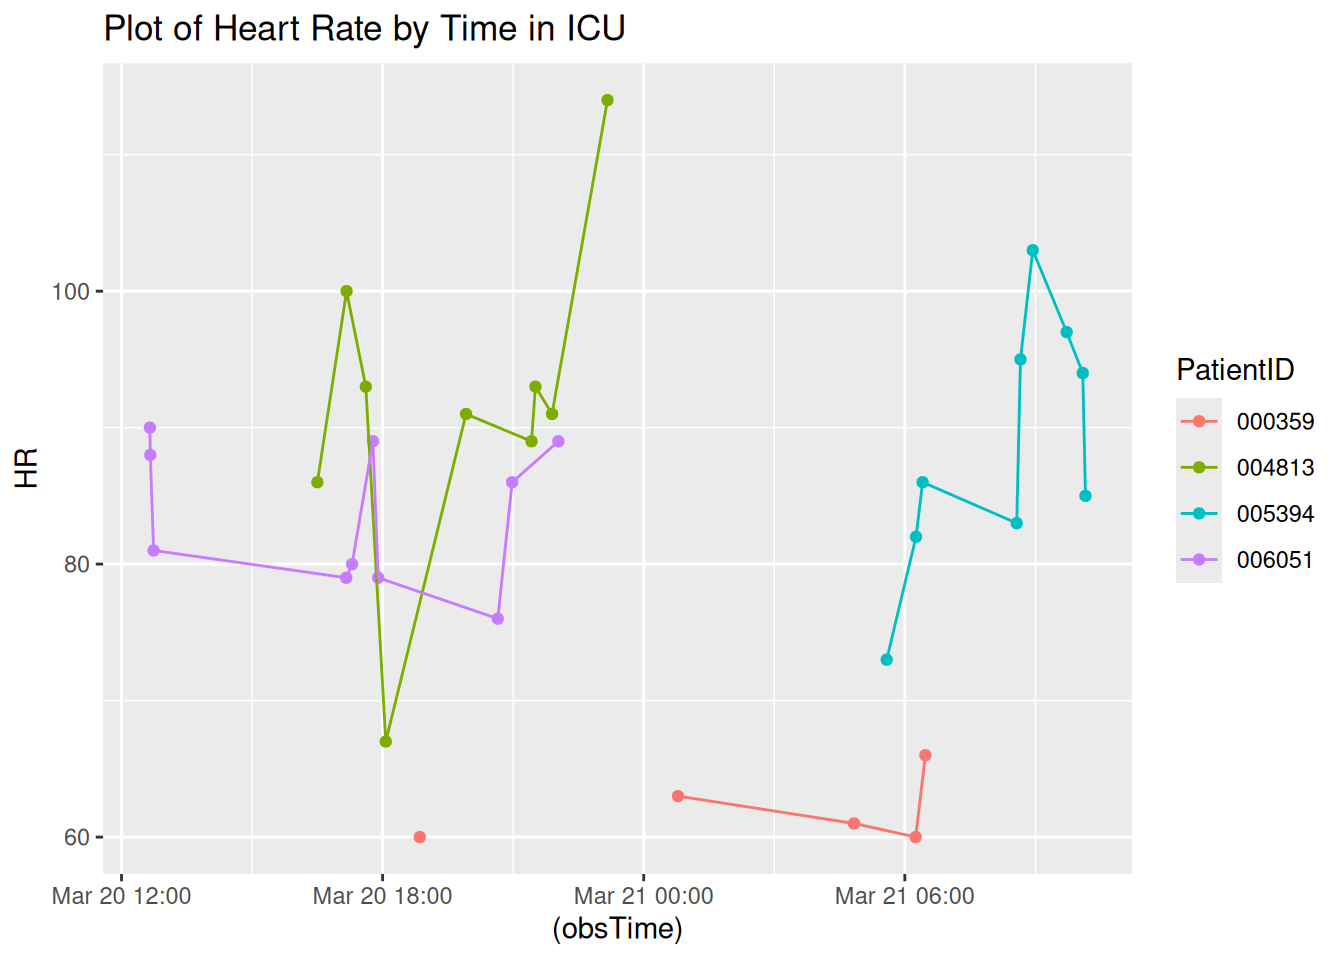 Plot of Heart Rate by Time in ICU
HR
100
80
60
Mar 20 12:00 Mar 20 18:00 Mar 21 00:00 Mar 21 06:00
(obsTime)
PatientID
000359
004813
005394
006051